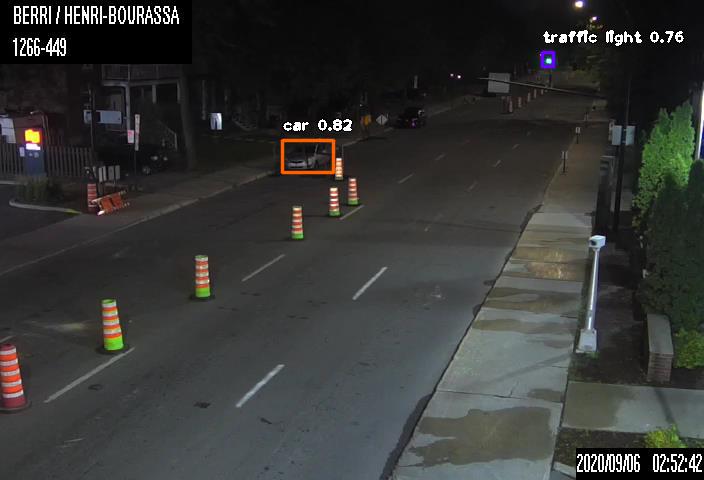 BERRI / HENRI-BOURASSA
1266-449
traffic light 0.76
car 0.82
2020/09/06 02:52:42